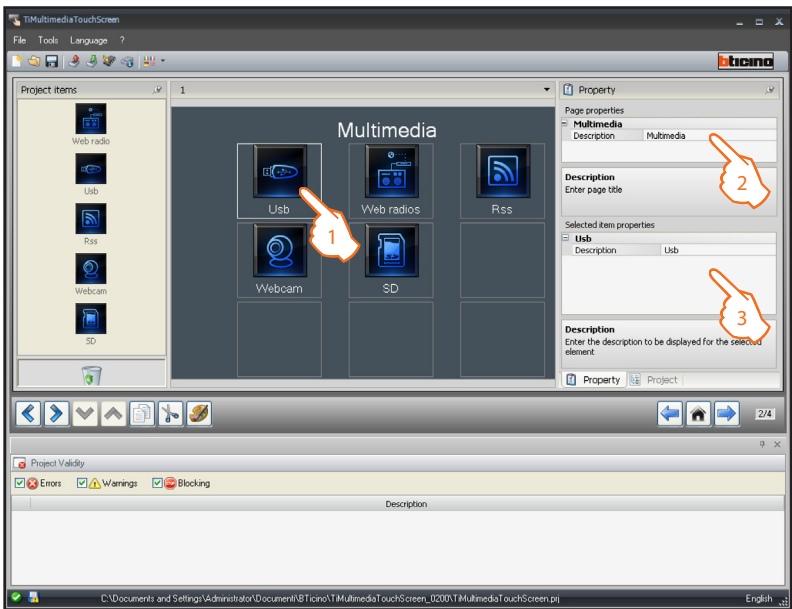 TiMultimediaTouchScreen
File Tools Language ?
bticino
Project items
1
Property
Web radio
Usb
Rss
Webcam
SD
Multimedia
Usb
Web radios
Rss
Webcam
SD
Page properties
Multimedia
Description Multimedia
Description
Enter page title
Selected item properties
Usb
Description Usb
Description
Enter the description to be displayed for the selected
element
Property Project
1
2
3
2/4
Project Validity
Errors Warnings Blocking
Description
C:\Documents and Settings\Administrator\Documenti\BTicino\TiMultimediaTouchScreen_0200\TiMultimediaTouchScreen.prj
English